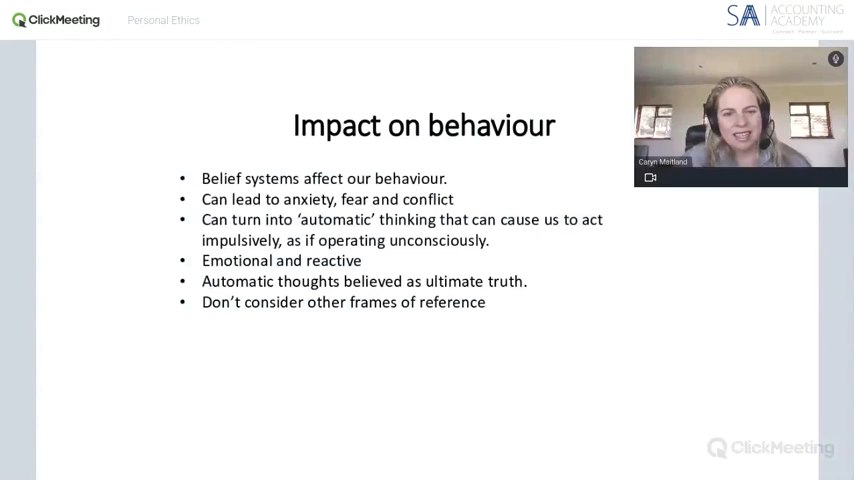 ClickMeeting
Personal Ethics
SAA ACCOUNTING
ACADEMY
Impact on behaviour
Caryn Maitland
• Belief systems affect our behaviour.
• Can lead to anxiety, fear and conflict
• Can turn into ‘automatic’ thinking that can cause us to act
impulsively, as if operating unconsciously.
• Emotional and reactive
• Automatic thoughts believed as ultimate truth.
• Don’t consider other frames of reference
ClickMeeting